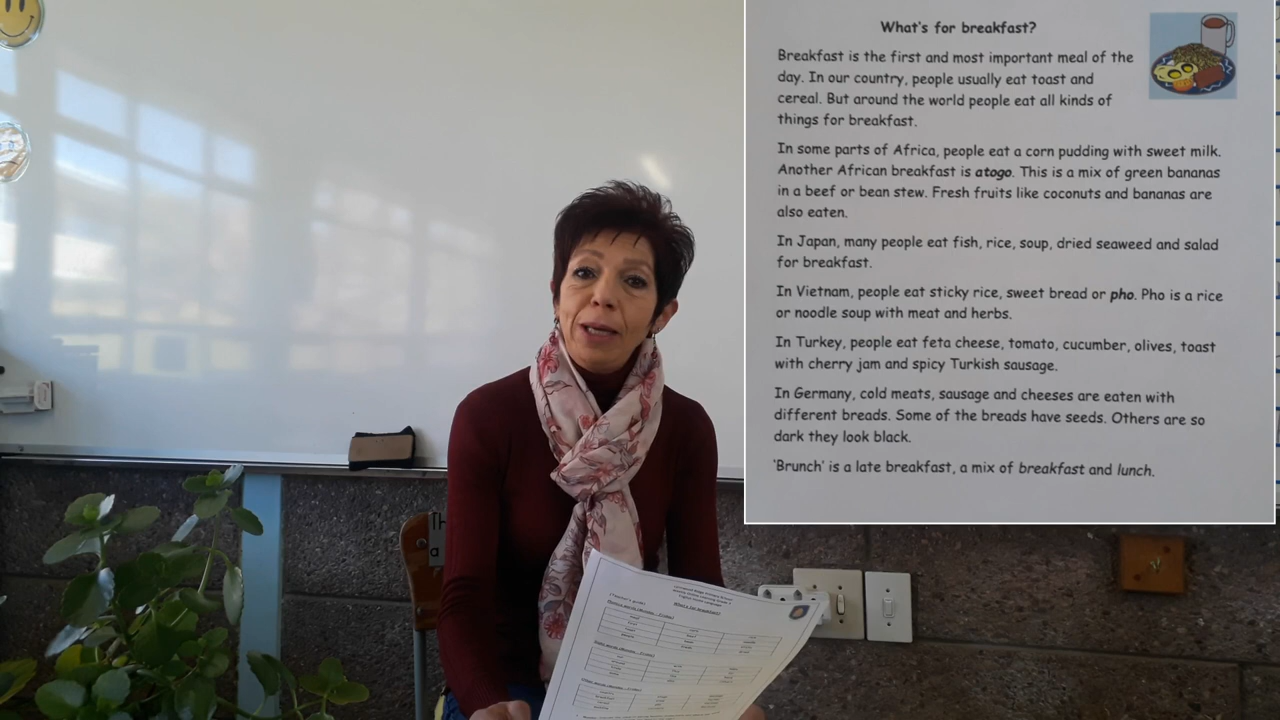 What's for breakfast?
Breakfast is the first and most important meal of the
day. In our country, people usually eat toast and
cereal. But around the world people eat all kinds of
things for breakfast.
In some parts of Africa, people eat a corn pudding with sweet milk.
Another African breakfast is atogo. This is a mix of green bananas
in a beef or bean stew. Fresh fruits like coconuts and bananas are
also eaten.
In Japan, many people eat fish, rice, soup, dried seaweed and salad
for breakfast.
In Vietnam, people eat sticky rice, sweet bread or pho. Pho is a rice
or noodle soup with meat and herbs.
In Turkey, people eat feta cheese, tomato, cucumber, olives, toast
with cherry jam and spicy Turkish sausage.
In Germany, cold meats, sausage and cheeses are eaten with
different breads. Some of the breads have seeds. Others are so
dark they look black.
'Brunch' is a late breakfast, a mix of breakfast and lunch.
What's for breakfast?